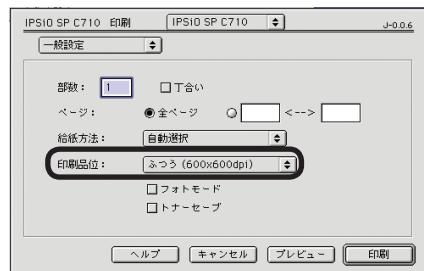 IPSiO SP C710 印刷 IPSiO SP C710 J-0.0.6
一般設定
部数： 1 丁合い
ページ： 全ページ <-->
給紙方法： 自動選択
印刷品位： ふつう (600x600dpi)
フォトモード
トナーセーブ
ヘルプ キャンセル プレビュー 印刷